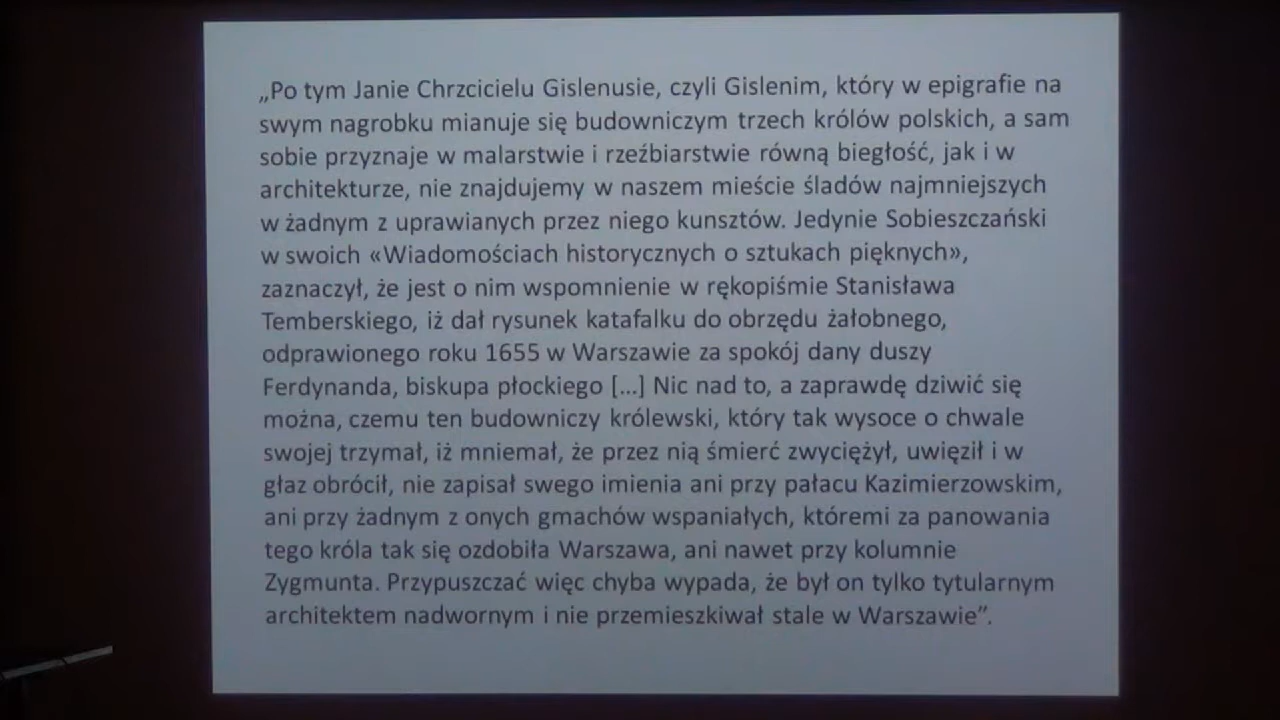 „Po tym Janie Chrzcicielu Gislenusie, czyli Gislenim, który w epigrafie na
swym nagrobku mianuje się budowniczym trzech królów polskich, a sam
sobie przyznaje w malarstwie i rzeźbiarstwie równą biegłość, jak i w
architekturze, nie znajdujemy w naszem mieście śladów najmniejszych
w żadnym z uprawianych przez niego kunsztów. Jedynie Sobieszczański
w swoich «Wiadomościach historycznych o sztukach pięknych»,
zaznaczył, że jest o nim wspomnienie w rękopiśmie Stanisława
Temberskiego, iż dał rysunek katafalku do obrzędu żałobnego,
odprawionego roku 1655 w Warszawie za spokój dany duszy
Ferdynanda, biskupa płockiego [...] Nic nad to, a zaprawdę dziwić się
można, czemu ten budowniczy królewski, który tak wysoce o chwale
swojej trzymał, iż mniemał, że przez nią śmierć zwyciężył, uwięził i w
głaz obrócił, nie zapisał swego imienia ani przy pałacu Kazimierzowskim,
ani przy żadnym z onych gmachów wspaniałych, któremi za panowania
tego króla tak się ozdobiła Warszawa, ani nawet przy kolumnie
Zygmunta. Przypuszczać więc chyba wypada, że był on tylko tytularnym
architektem nadwornym i nie przemieszkiwał stale w Warszawie”.